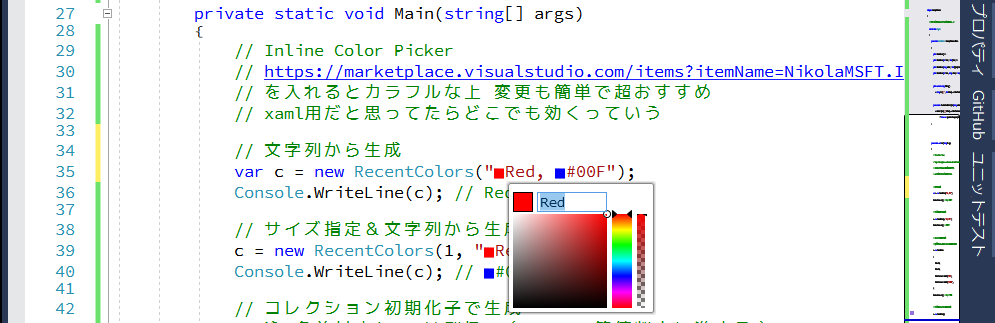 27 private static void Main(string[] args)
28 {
29 // Inline Color Picker
30 // https://marketplace.visualstudio.com/items?itemName=NikolaMSFT.I
31 // を入れるとカラフルな上 変更も簡単で超おすすめ
32 // xaml用だと思ってたらどこでも効くっていう
33
34 // 文字列から生成
35 var c = new RecentColors("Red, #00F");
36 Console.WriteLine(c); // Red
Red
37
38 // サイズ指定＆文字列から生成
39 c = new RecentColors(1, "Re
40 Console.WriteLine(c); // #0
41
42 // コレクション初期化子で生成
プロパティ
GitHub
ユニットテスト